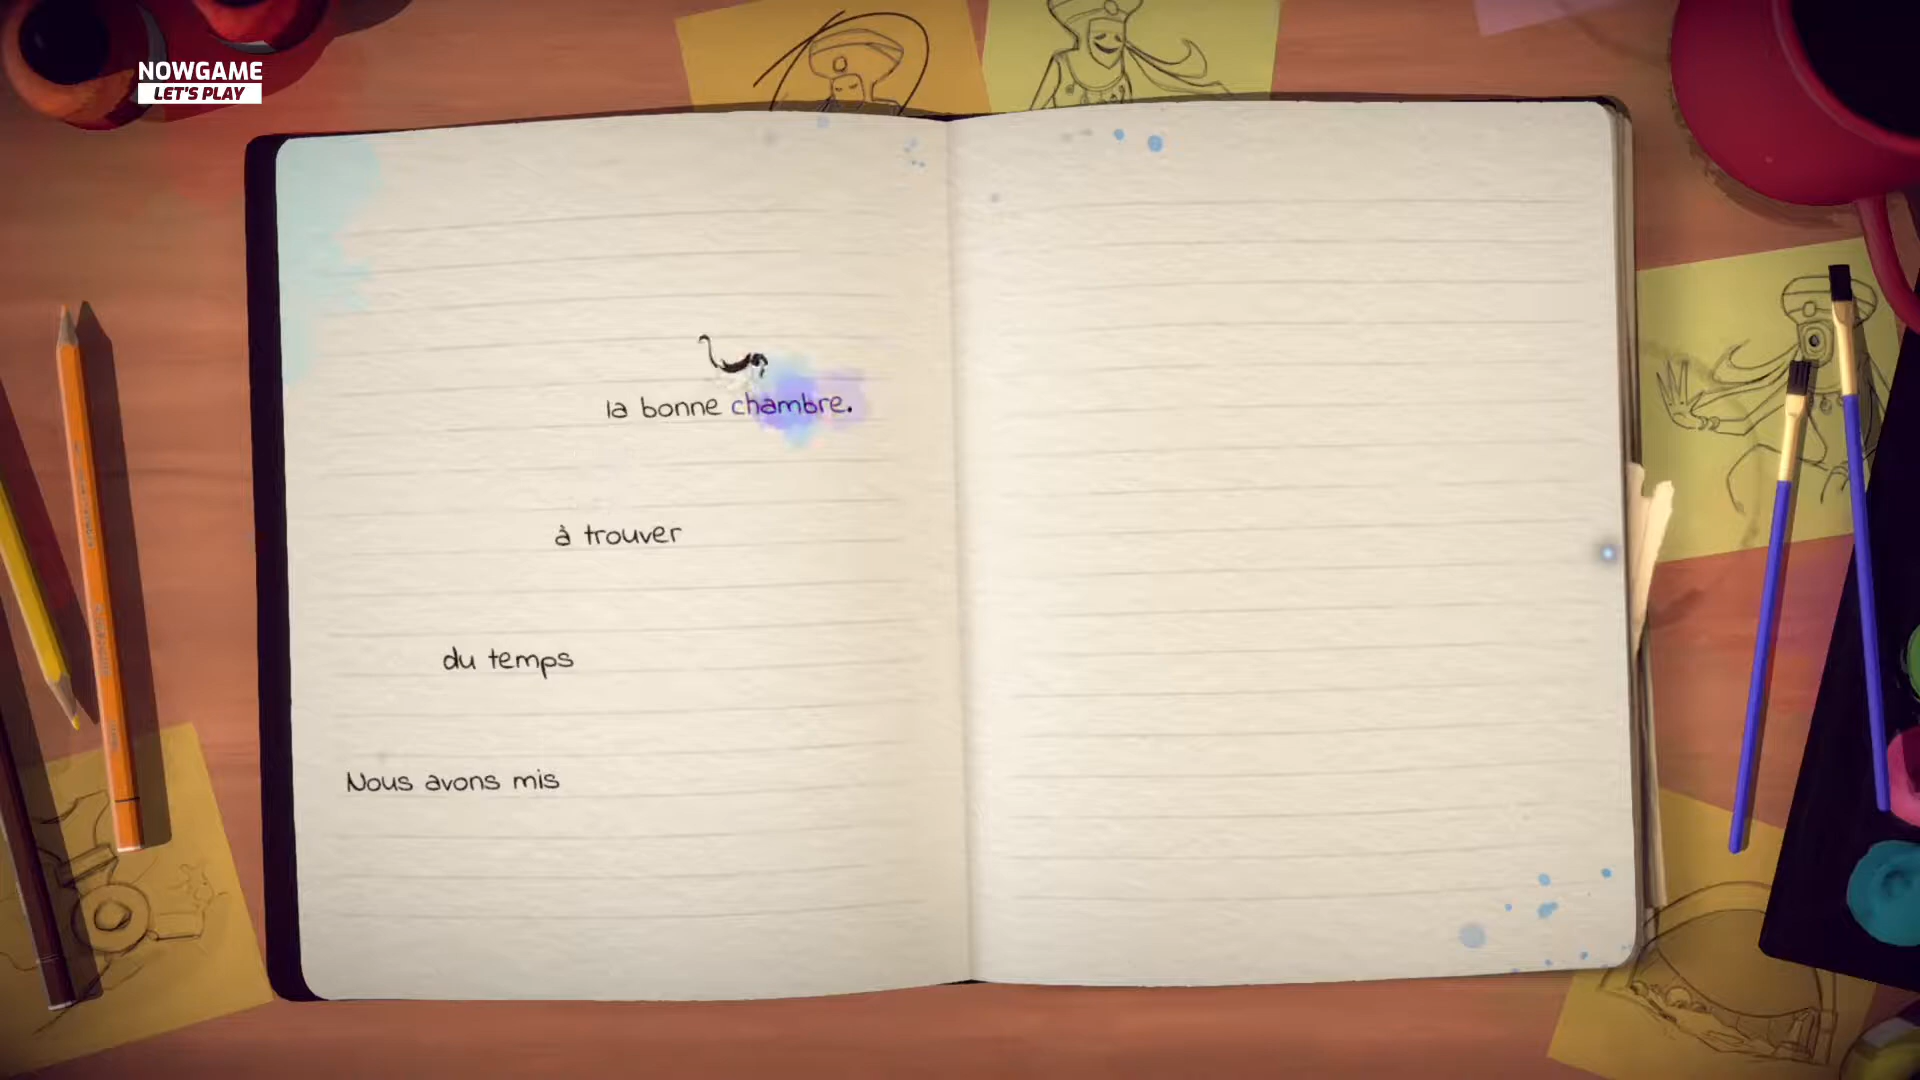 NOWGAME
LET'S PLAY
la bonne chambre.
à trouver
du temps
Nous avons mis